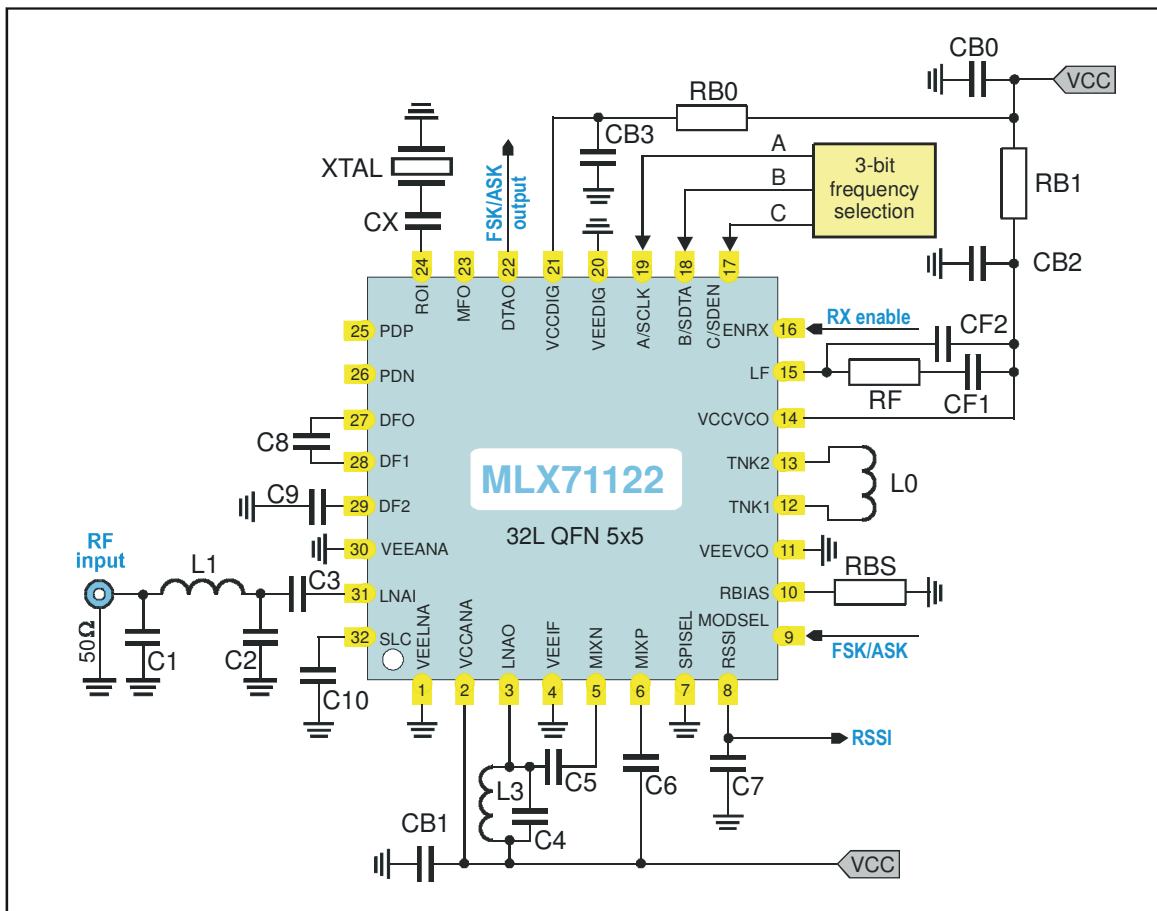 CB0
VCC
RB0
CB3
XTAL
CX
FSK/ASK
output
A
B
C
3-bit
frequency
selection
RB1
CB2
24
23
22
21
20
19
18
17
ROI
MFO
DTAO
VCCDIG
VEEDIG
A/SCLK
B/SDTA
C/SDEN
25 PDP
26 PDN
27 DFO
28 DF1
29 DF2
30 VEEANA
31 LNAI
32 SLC
C8
C9
RF
input
50Ω
L1
C3
C1
C2
C10
MLX71122
32L QFN 5x5
ENRX 16
RX enable
LF 15
CF2
RF
CF1
VCCVCO 14
TNK2 13
L0
TNK1 12
VEEVCO 11
RBIAS 10
RBS
MODSEL
9
FSK/ASK
VEELNA
VCCANA
LNAO
VEEIF
MIXN
MIXP
SPISEL
RSSI
1
2
3
4
5
6
7
8
RSSI
C5
C6
C7
L3
C4
CB1
VCC